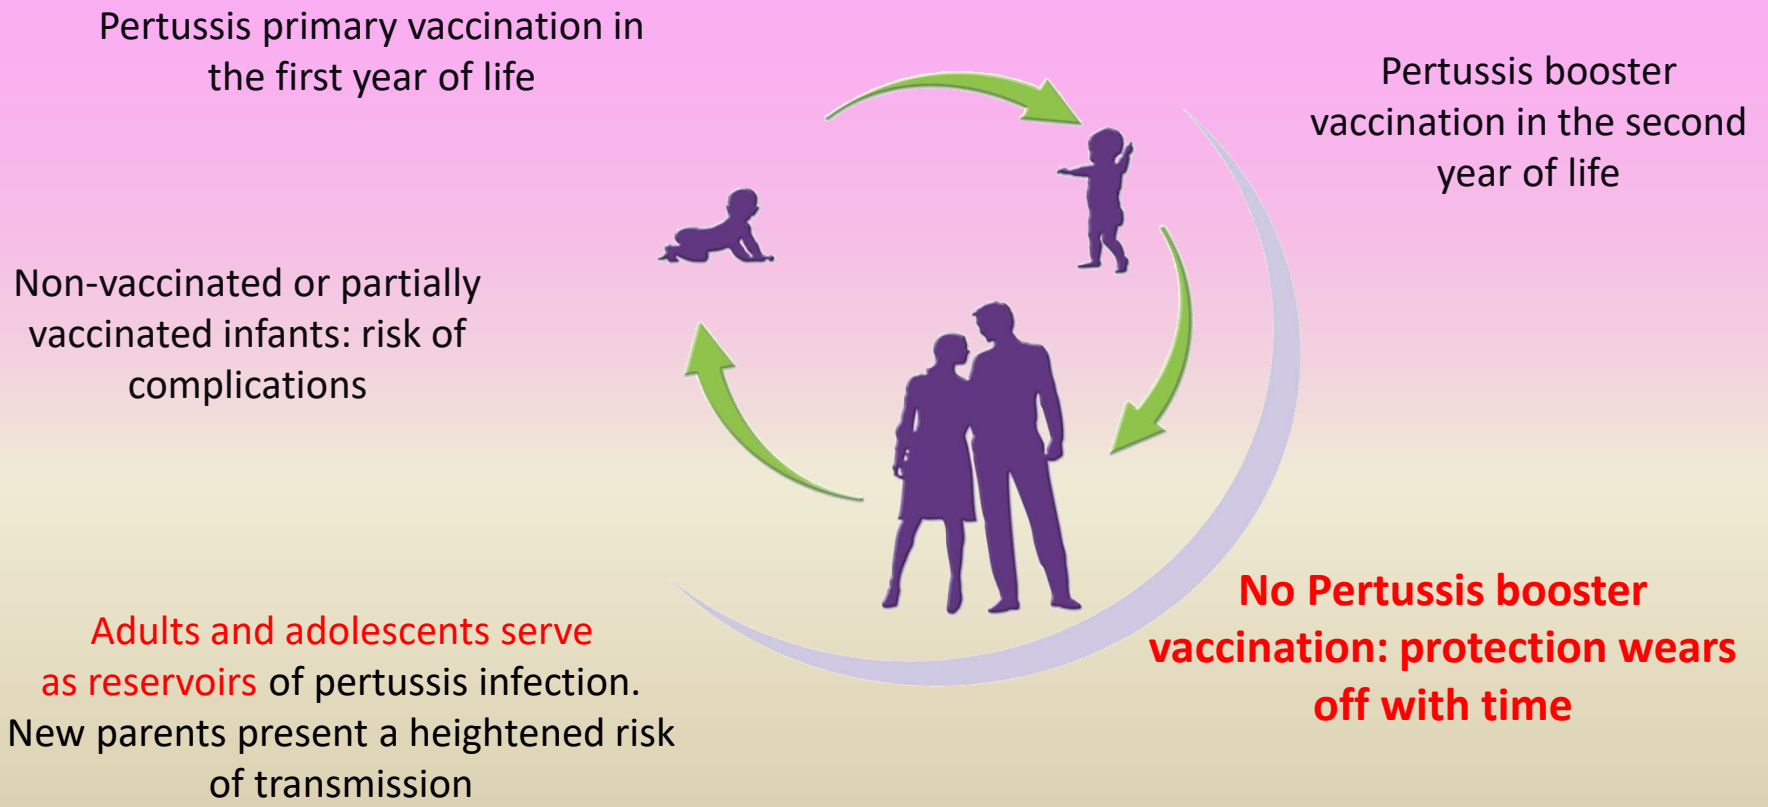 Pertussis primary vaccination in
the first year of life
Pertussis booster
vaccination in the second
year of life
Non-vaccinated or partially
vaccinated infants: risk of
complications
No Pertussis booster
vaccination: protection wears
off with time
Adults and adolescents serve
as reservoirs of pertussis infection.
New parents present a heightened risk
of transmission